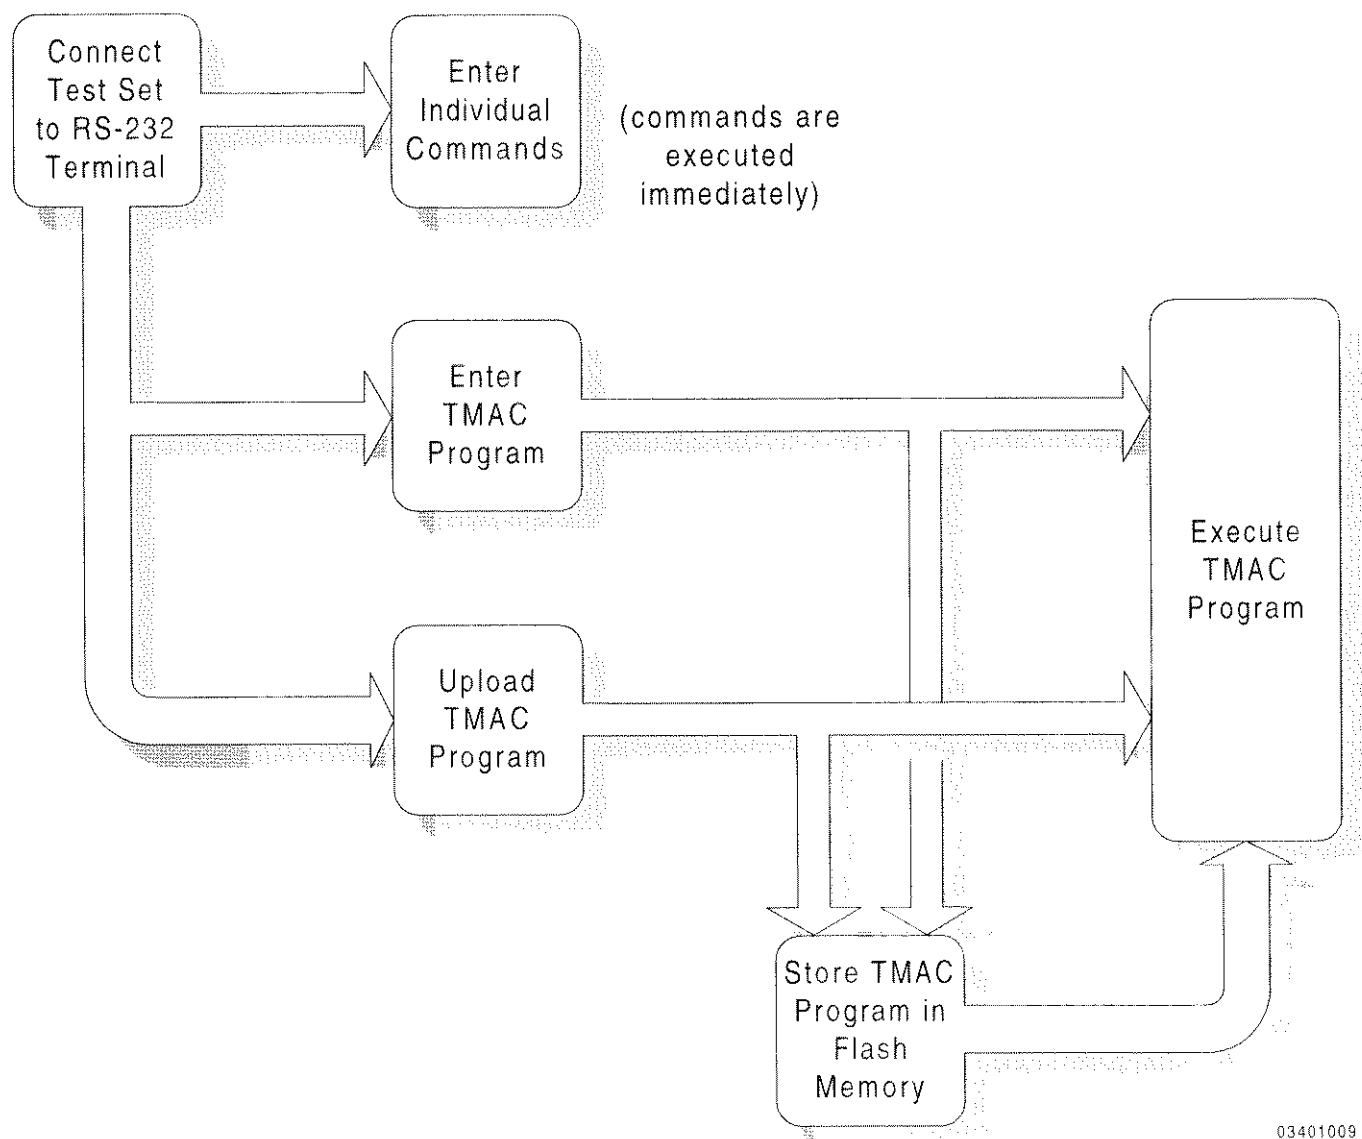 Connect
Test Set
to RS-232
Terminal
Enter
Individual
Commands
(commands are
executed
immediately)
Enter
TMAC
Program
Execute
TMAC
Program
Upload
TMAC
Program
Store TMAC
Program in
Flash
Memory
03401009